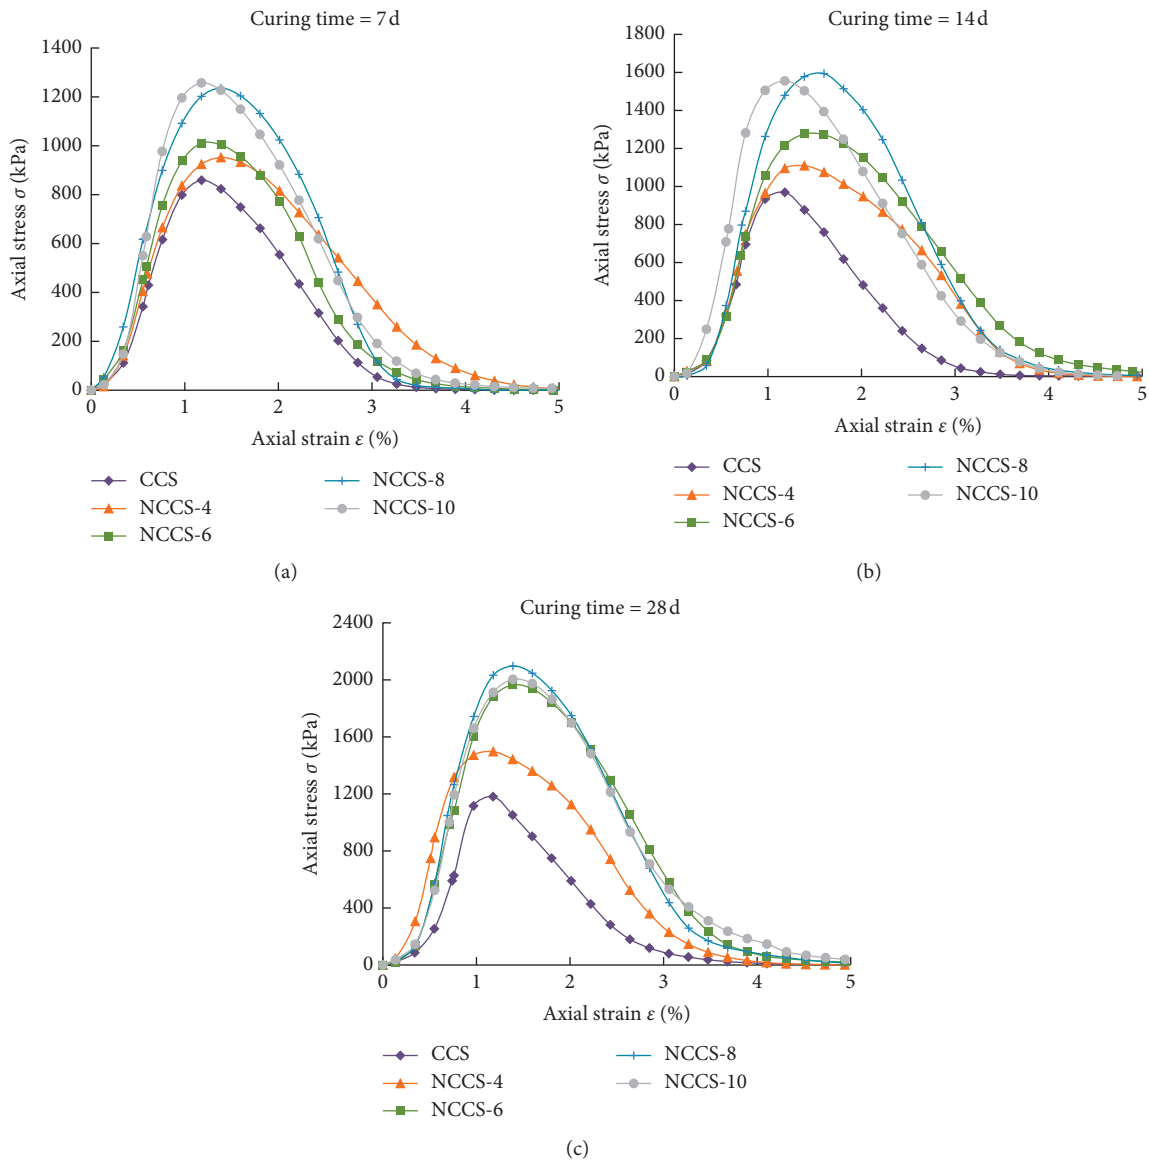 Curing time = 7 d
1400
1200
1000
800
600
400
200
0
Axial stress σ (kPa)
0 1 2 3 4 5
Axial strain ε (%)
CCS
NCCS-4
NCCS-6
NCCS-8
NCCS-10
(a)
Curing time = 14 d
1800
1600
1400
1200
1000
800
600
400
200
0
Axial stress σ (kPa)
0 1 2 3 4 5
Axial strain ε (%)
CCS
NCCS-4
NCCS-6
NCCS-8
NCCS-10
(b)
Curing time = 28 d
2400
2000
1600
1200
800
400
0
Axial stress σ (kPa)
0 1 2 3 4 5
Axial strain ε (%)
CCS
NCCS-4
NCCS-6
NCCS-8
NCCS-10
(c)